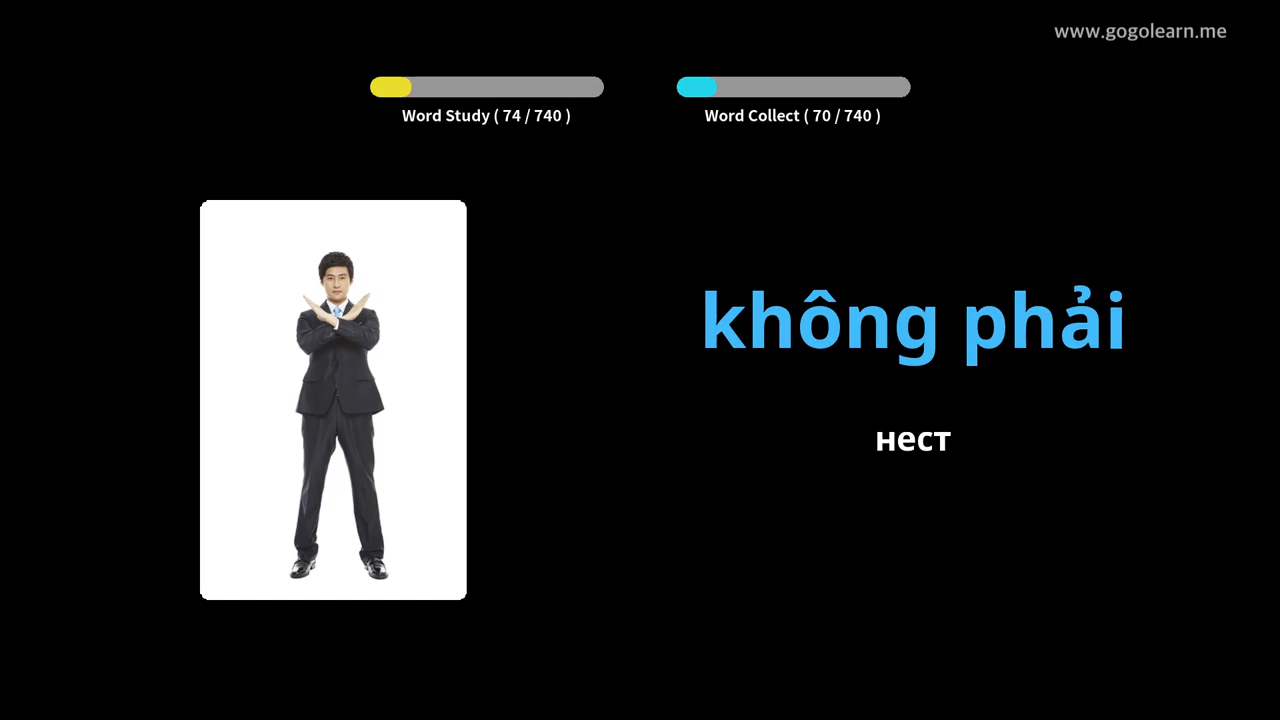 www.gogolearn.me
Word Study ( 74 / 740 )
Word Collect ( 70 / 740 )
không phải
нест